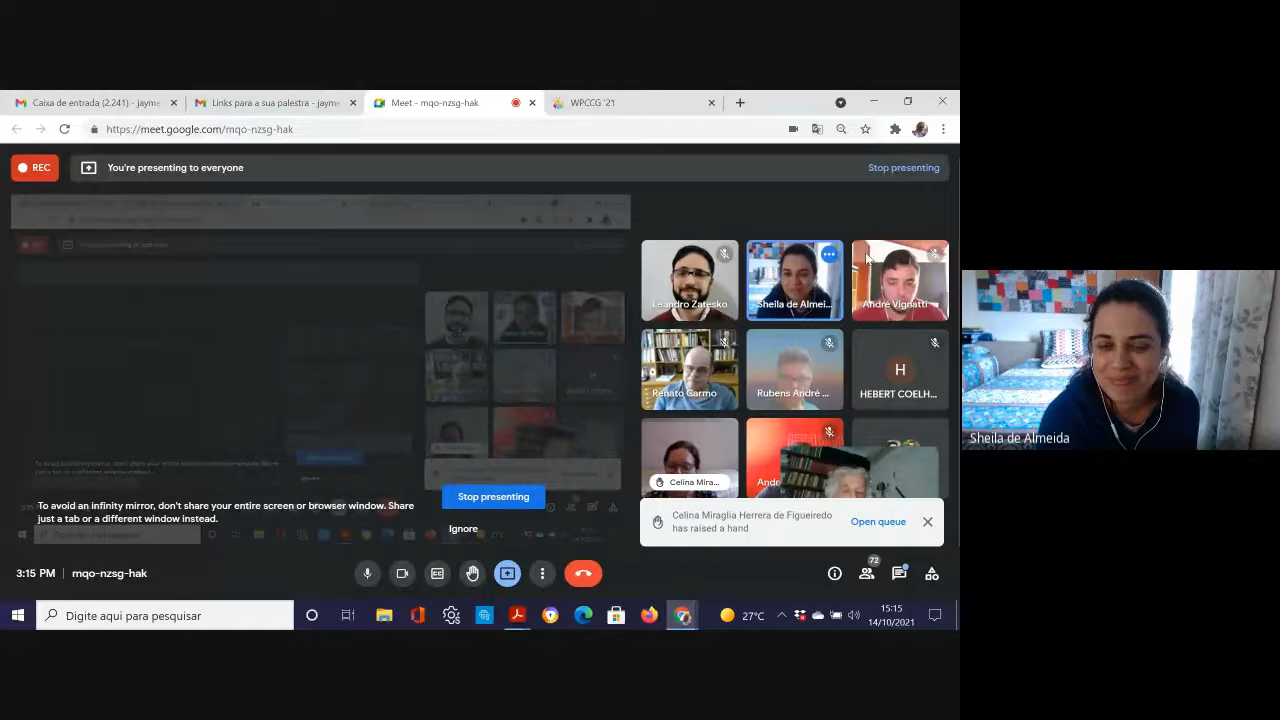 Caixa de entrada (2.241) - jayme
Links para a sua palestra - jayme
Meet - mqo-nzsg-hak
WPCCG '21
https://meet.google.com/mqo-nzsg-hak
REC
You're presenting to everyone
Stop presenting
Leandro Zatesko
Sheila de Almei...
André Vignatti
Renato Carmo
Rubens André ...
H
HEBERT COELH...
Celina Mira...
Andr
Celina Miraglia Herrera de Figueiredo
has raised a hand
Open queue
To avoid an infinity mirror, don't share your entire screen or browser window. Share
just a tab or a different window instead.
Stop presenting
Ignore
3:15 PM | mqo-nzsg-hak
72
Digite aqui para pesquisar
27°C
15:15
14/10/2021
Sheila de Almeida